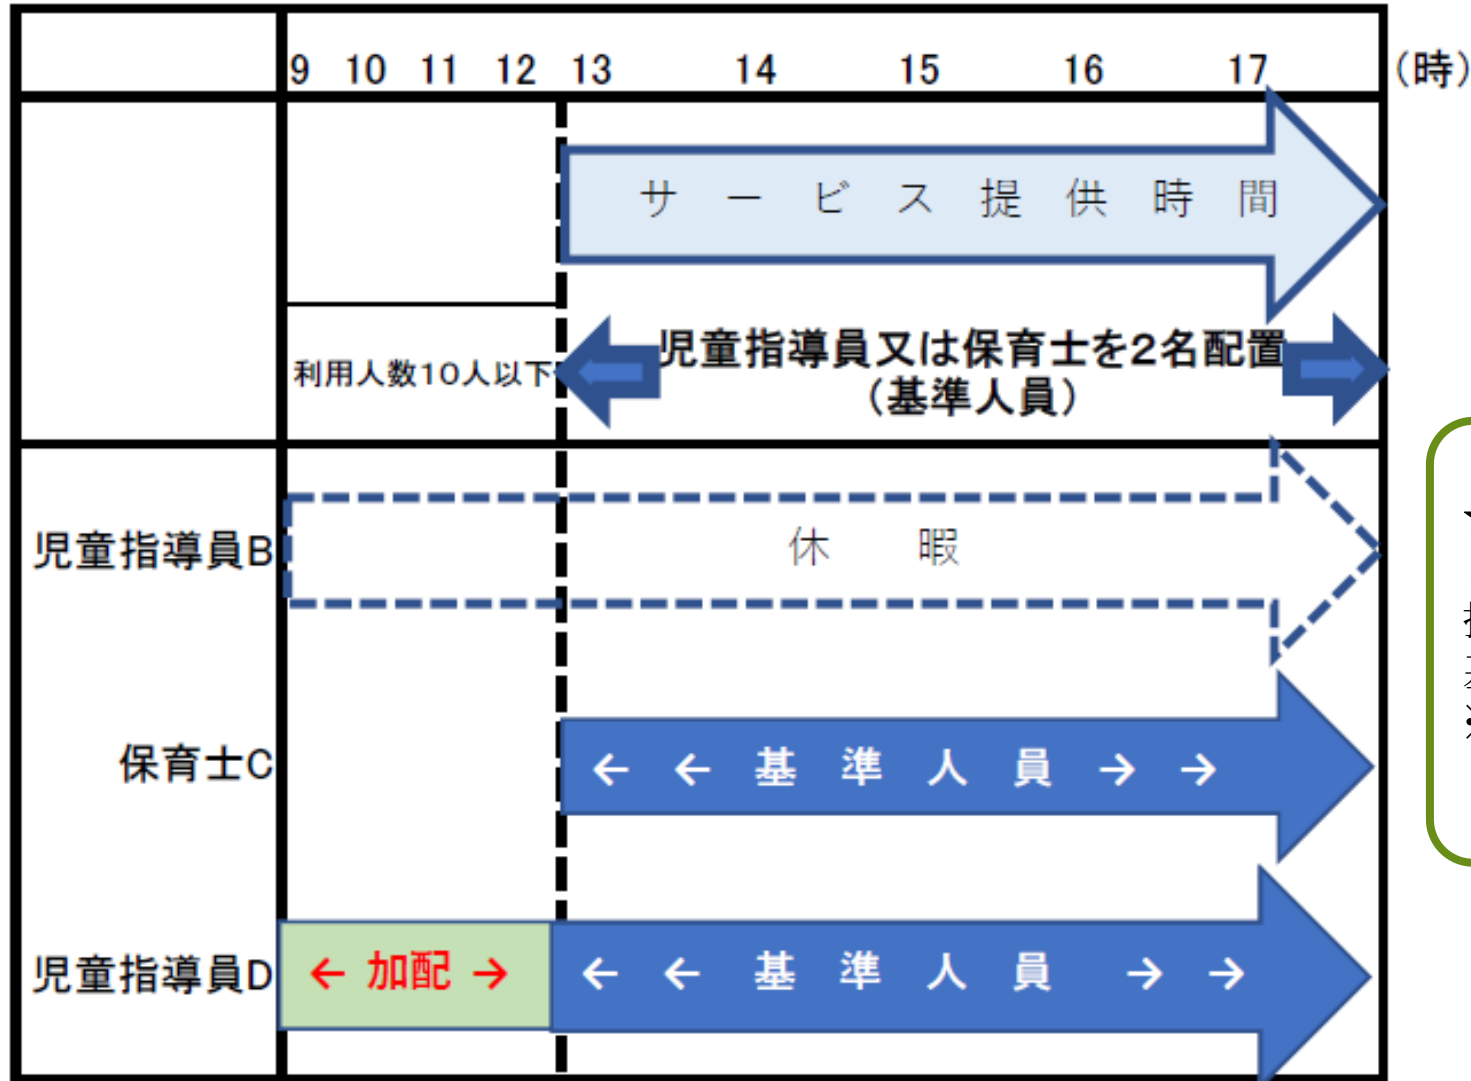 9 10 11 12 13 14 15 16 17 (時)
サービス提供時間
利用人数10人以下
児童指導員又は保育士を2名配置
(基準人員)
児童指導員B
休 暇
保育士C
← ← 基 準 人 員 → →
児童指導員D
← 加配 →
← ← 基 準 人 員 → →